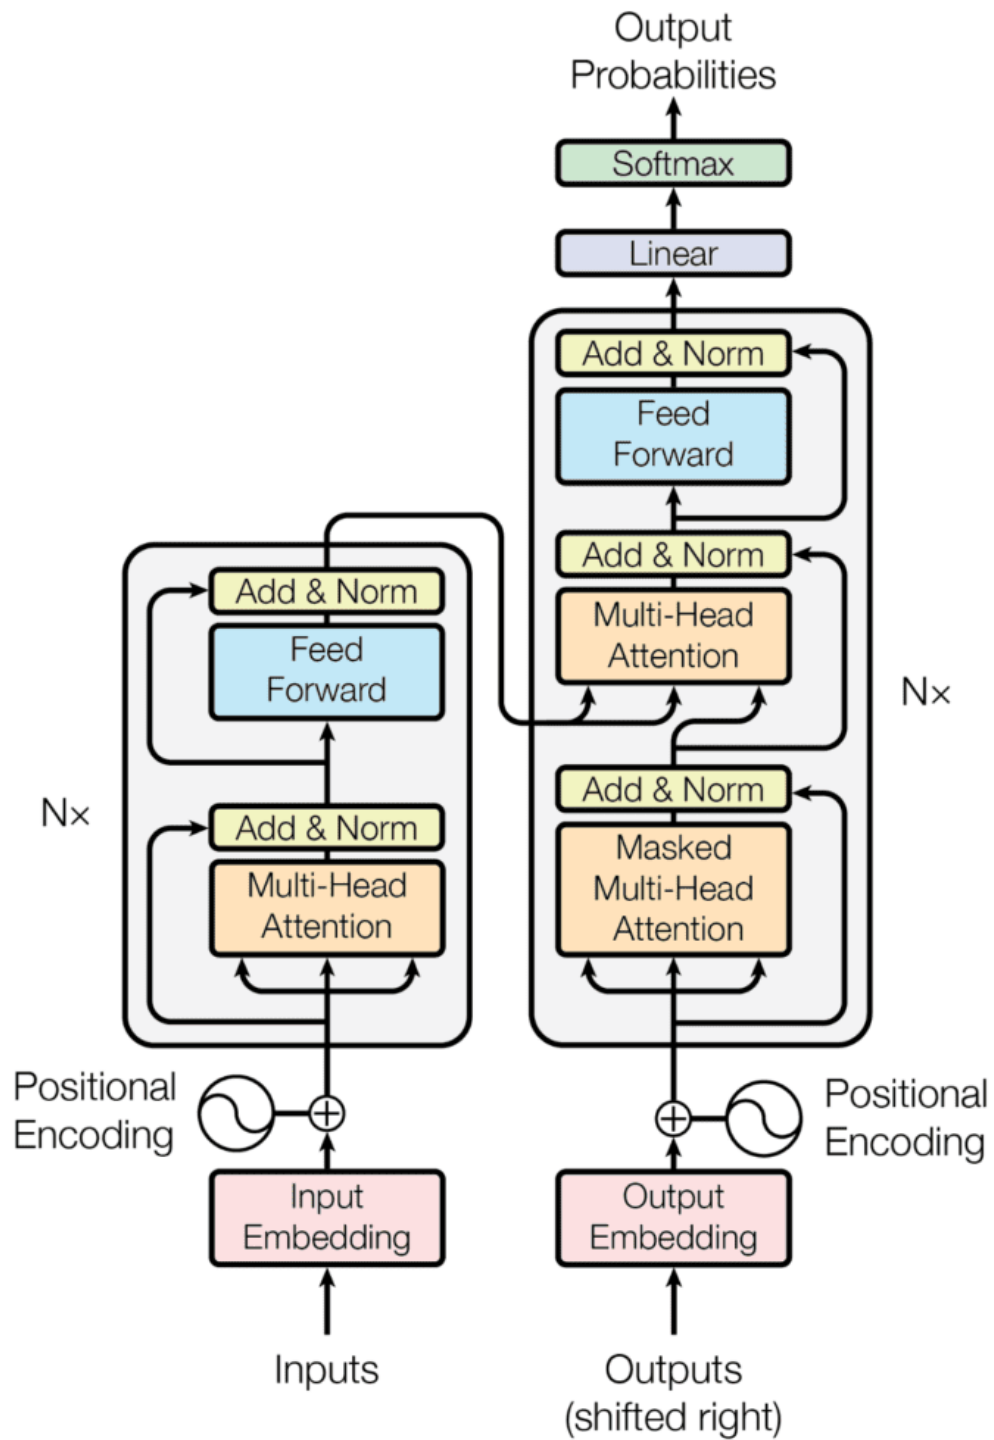 Output
Probabilities
Softmax
Linear
Add & Norm
Feed
Forward
Add & Norm
Multi-Head
Attention
Add & Norm
Masked
Multi-Head
Attention
Nx
Positional
Encoding
Output
Embedding
Outputs
(shifted right)
Add & Norm
Feed
Forward
Add & Norm
Multi-Head
Attention
Nx
Positional
Encoding
Input
Embedding
Inputs